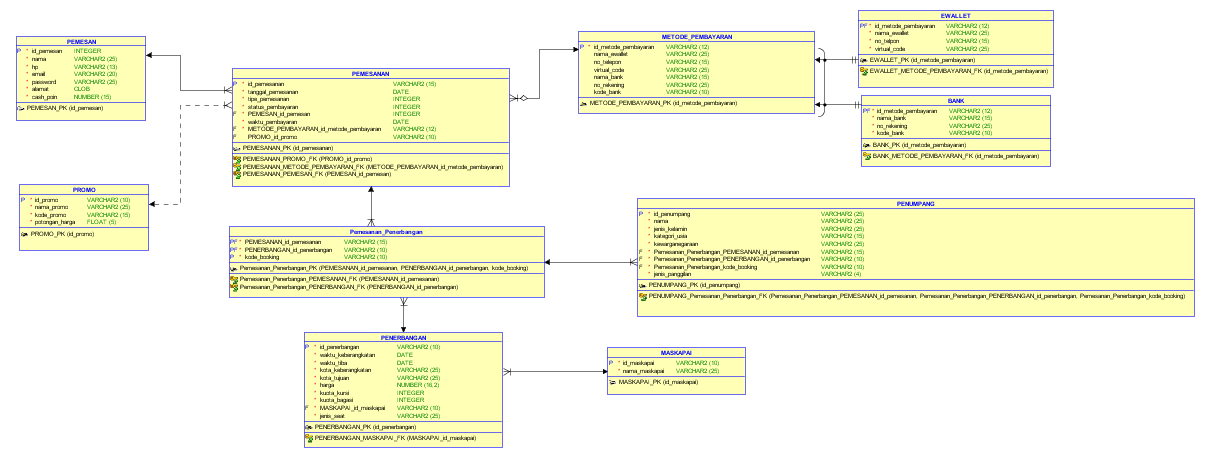 PEMESAN
P * id_pemesan INTEGER
* nama VARCHAR2 (25)
* hp VARCHAR2 (13)
* email VARCHAR2 (20)
* password VARCHAR2 (25)
* alamat CLOB
* cash_poin NUMBER (15)
PEMESAN_PK (id_pemesan)
PROMO
P * id_promo VARCHAR2 (10)
* nama_promo VARCHAR2 (25)
* kode_promo VARCHAR2 (15)
* potongan_harga FLOAT (5)
PROMO_PK (id_promo)
PEMESANAN
P * id_pemesanan VARCHAR2 (15)
* tanggal_pemesanan DATE
* tipe_pemesanan INTEGER
* status_pembayaran INTEGER
F * PEMESAN_id_pemesan INTEGER
* waktu_pembayaran DATE
F * METODE_PEMBAYARAN_id_metode_pembayaran VARCHAR2 (12)
F PROMO_id_promo VARCHAR2 (10)
PEMESANAN_PK (id_pemesanan)
PEMESANAN_PROMO_FK (PROMO_id_promo)
PEMESANAN_METODE_PEMBAYARAN_FK (METODE_PEMBAYARAN_id_metode_pembayaran)
PEMESANAN_PEMESAN_FK (PEMESAN_id_pemesan)
METODE_PEMBAYARAN
P * id_metode_pembayaran VARCHAR2 (12)
nama_ewallet VARCHAR2 (25)
no_telepon VARCHAR2 (15)
virtual_code VARCHAR2 (25)
nama_bank VARCHAR2 (15)
no_rekening VARCHAR2 (25)
kode_bank VARCHAR2 (10)
METODE_PEMBAYARAN_PK (id_metode_pembayaran)
EWALLET
PF * id_metode_pembayaran VARCHAR2 (12)
* nama_ewallet VARCHAR2 (25)
* no_telpon VARCHAR2 (15)
* virtual_code VARCHAR2 (25)
EWALLET_PK (id_metode_pembayaran)
EWALLET_METODE_PEMBAYARAN_FK (id_metode_pembayaran)
BANK
PF * id_metode_pembayaran VARCHAR2 (12)
* nama_bank VARCHAR2 (15)
* no_rekening VARCHAR2 (25)
* kode_bank VARCHAR2 (10)
BANK_PK (id_metode_pembayaran)
BANK_METODE_PEMBAYARAN_FK (id_metode_pembayaran)
Pemesanan_Penerbangan
PF * PEMESANAN_id_pemesanan VARCHAR2 (15)
PF * PENERBANGAN_id_penerbangan VARCHAR2 (10)
P * kode_booking VARCHAR2 (10)
Pemesanan_Penerbangan_PK (PEMESANAN_id_pemesanan, PENERBANGAN_id_penerbangan, kode_booking)
Pemesanan_Penerbangan_PEMESANAN_FK (PEMESANAN_id_pemesanan)
Pemesanan_Penerbangan_PENERBANGAN_FK (PENERBANGAN_id_penerbangan)
PENUMPANG
P * id_penumpang VARCHAR2 (25)
* nama VARCHAR2 (25)
* jenis_kelamin VARCHAR2 (25)
* kategori_usia VARCHAR2 (15)
* kewarganegaraan VARCHAR2 (25)
F * Pemesanan_Penerbangan_PEMESANAN_id_pemesanan VARCHAR2 (15)
F * Pemesanan_Penerbangan_PENERBANGAN_id_penerbangan VARCHAR2 (10)
F * Pemesanan_Penerbangan_kode_booking VARCHAR2 (10)
* jenis_panggilan VARCHAR2 (4)
PENUMPANG_PK (id_penumpang)
PENUMPANG_Pemesanan_Penerbangan_FK (Pemesanan_Penerbangan_PEMESANAN_id_pemesanan, Pemesanan_Penerbangan_PENERBANGAN_id_penerbangan, Pemesanan_Penerbangan_kode_booking)
PENERBANGAN
P * id_penerbangan VARCHAR2 (10)
* waktu_keberangkatan DATE
* waktu_tiba DATE
* kota_keberangkatan VARCHAR2 (25)
* kota_tujuan VARCHAR2 (25)
* harga NUMBER (16,2)
* kuota_kursi INTEGER
* kuota_bagasi INTEGER
F * MASKAPAI_id_maskapai VARCHAR2 (10)
* jenis_seat VARCHAR2 (25)
PENERBANGAN_PK (id_penerbangan)
PENERBANGAN_MASKAPAI_FK (MASKAPAI_id_maskapai)
MASKAPAI
P * id_maskapai VARCHAR2 (10)
* nama_maskapai VARCHAR2 (25)
MASKAPAI_PK (id_maskapai)